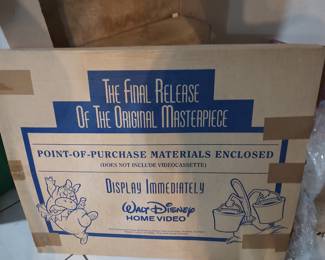 The Final Release
Of The Original Masterpiece
POINT-OF-PURCHASE MATERIALS ENCLOSED
(DOES NOT INCLUDE VIDEOCASSETTE)
Display Immediately
Walt Disney
HOME VIDEO